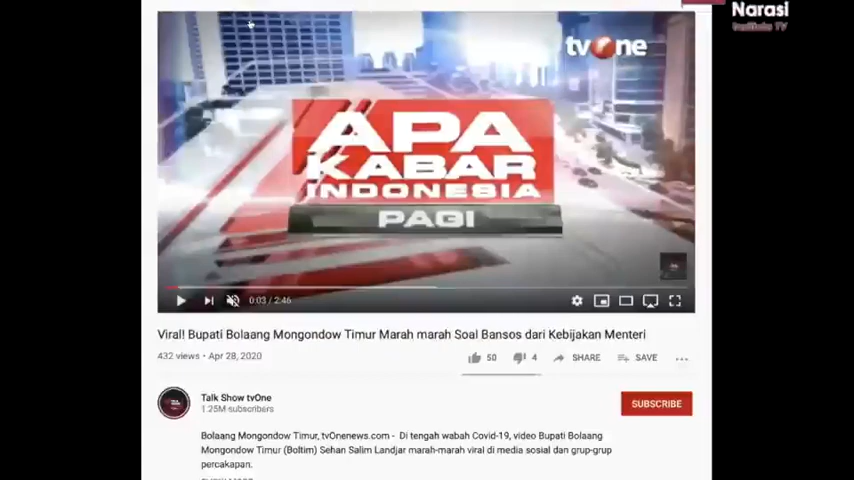 Narasi
tvOne
APA
KABAR
INDONESIA
PAGI
0:03 / 2:46
Viral! Bupati Bolaang Mongondow Timur Marah marah Soal Bansos dari Kebijakan Menteri
432 views • Apr 28, 2020
50
4
SHARE
SAVE
Talk Show tvOne
1.25M subscribers
SUBSCRIBE
Bolaang Mongondow Timur, tvOnenews.com - Di tengah wabah Covid-19, video Bupati Bolaang
Mongondow Timur (Boltim) Sehan Salim Landjar marah-marah viral di media sosial dan grup-grup
percakapan.